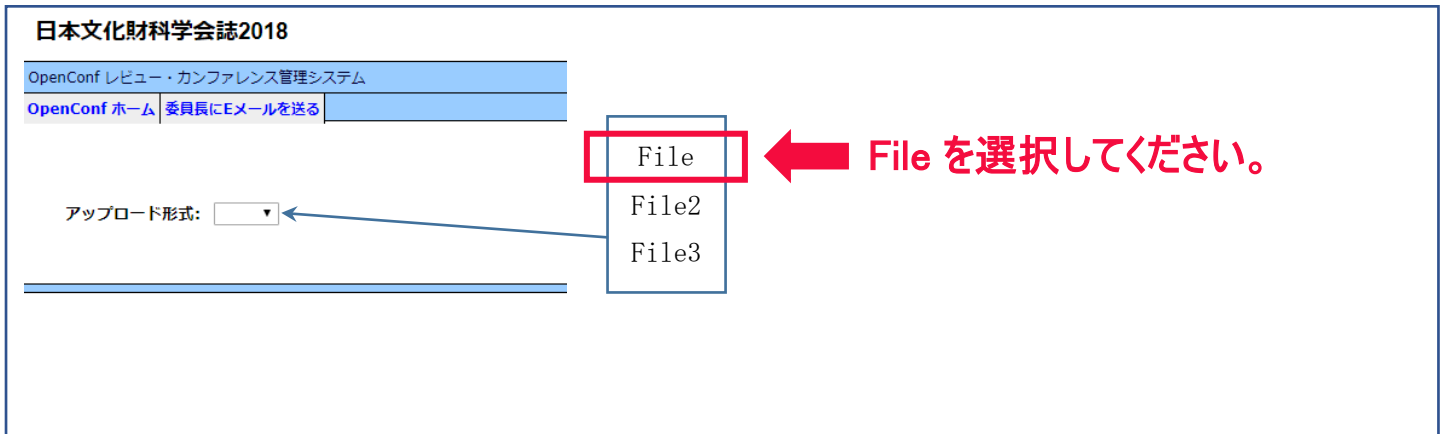 日本文化財科学会誌2018
OpenConf レビュー・カンファレンス管理システム
OpenConf ホーム 委員長にEメールを送る
File
File を選択してください。
アップロード形式:
File2
File3